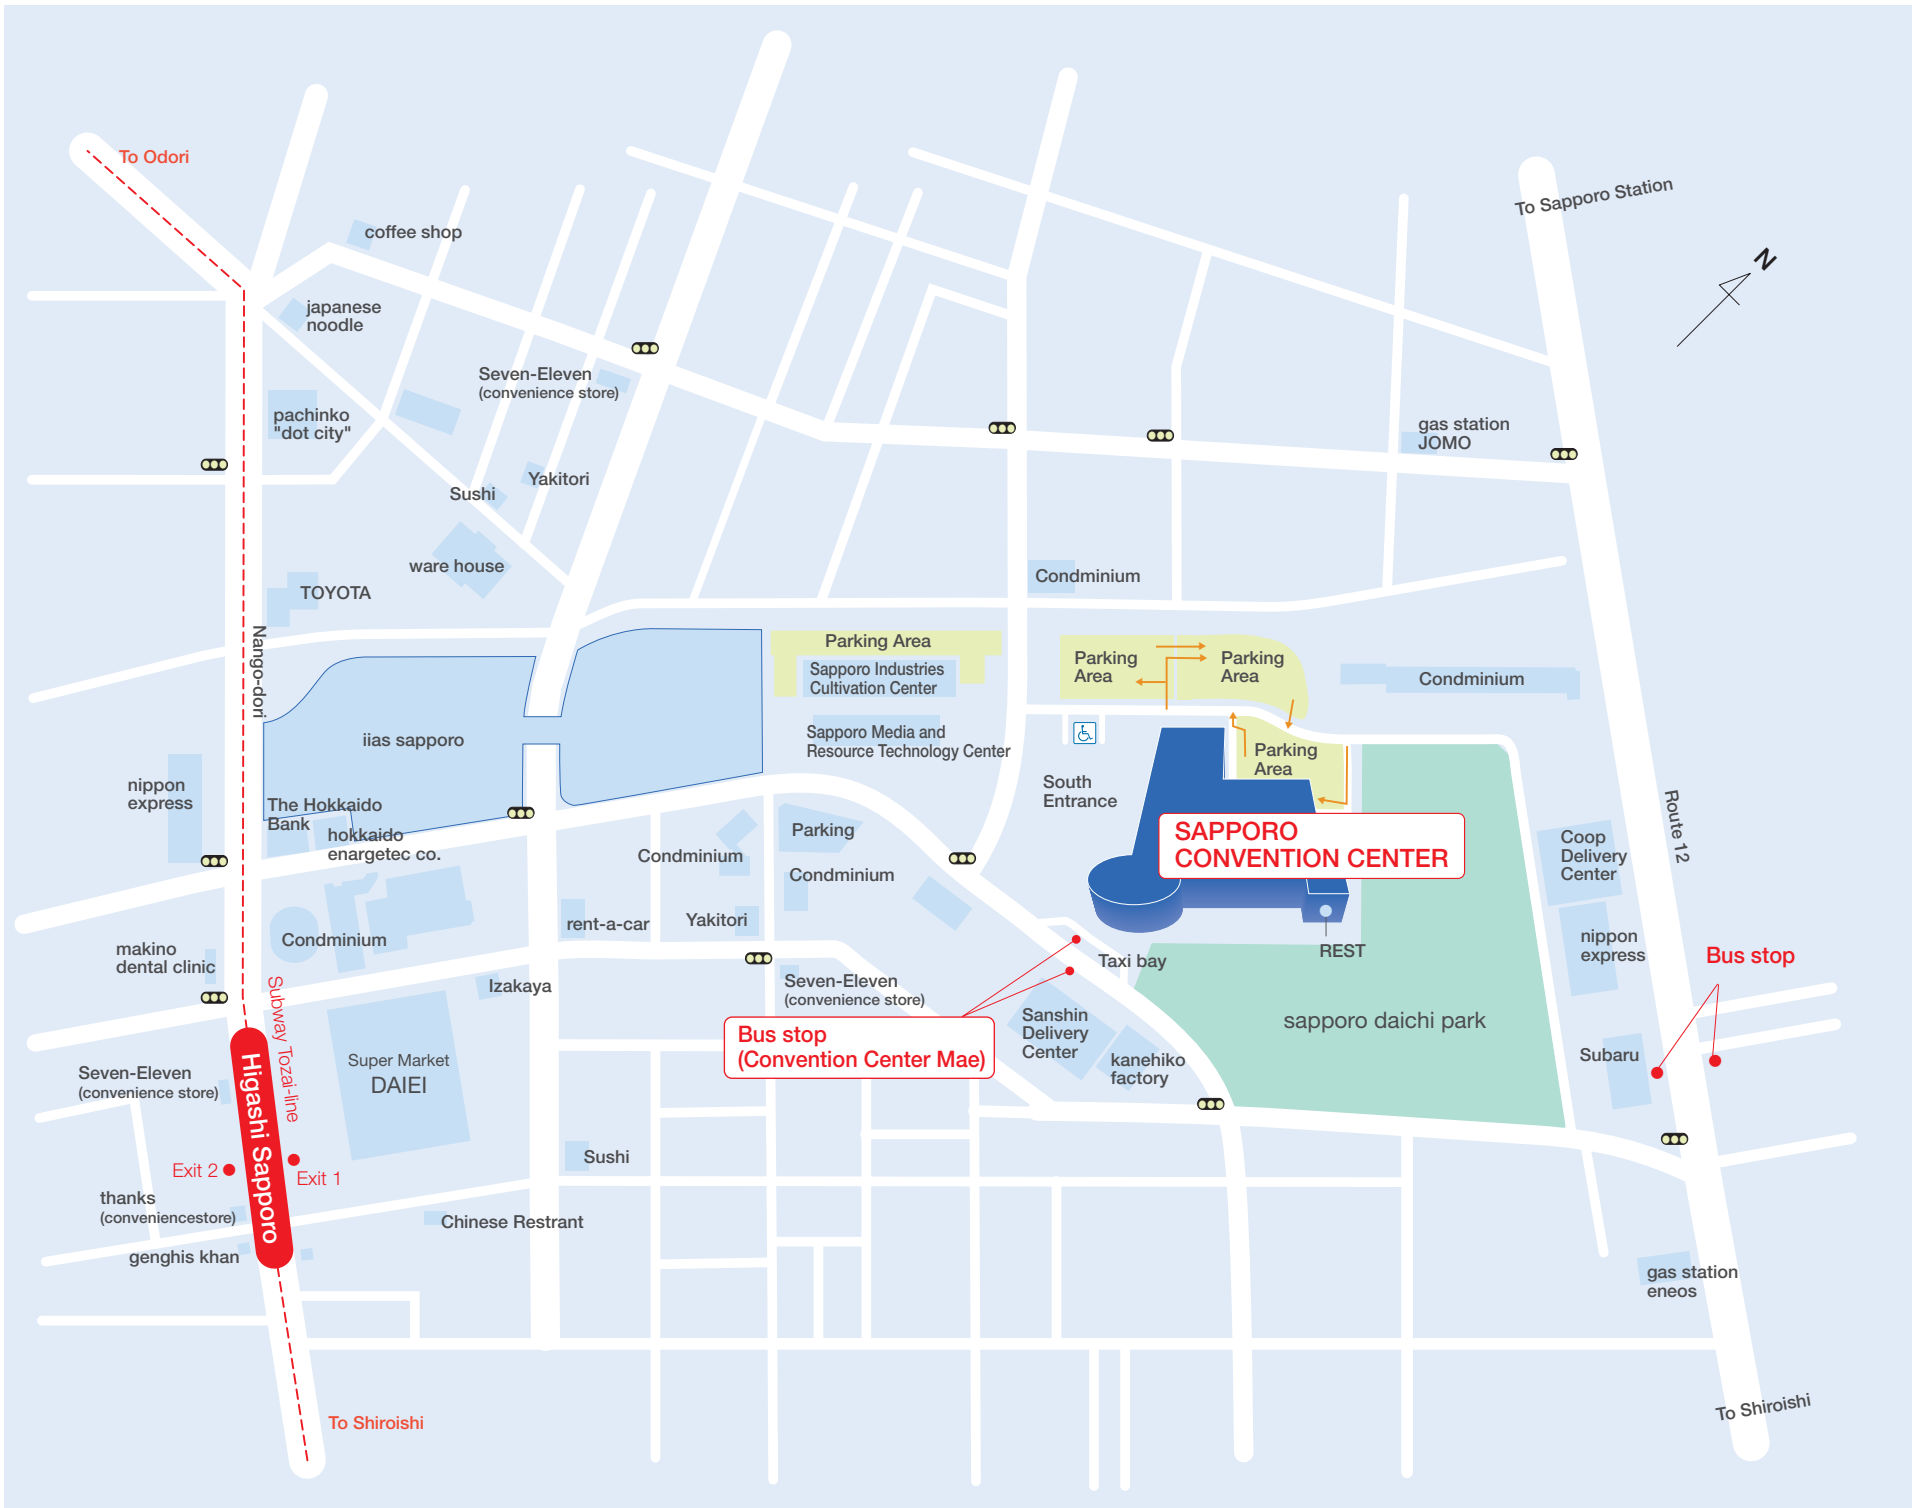 To Odori
To Sapporo Station
N
coffee shop
japanese
noodle
Seven-Eleven
(convenience store)
pachinko
"dot city"
gas station
JOMO
Sushi
Yakitori
ware house
Condminium
TOYOTA
Nango-dori
Parking Area
Sapporo Industries
Cultivation Center
Parking
Area
Parking
Area
Condminium
iias sapporo
Sapporo Media and
Resource Technology Center
Parking
Area
South
Entrance
nippon
express
The Hokkaido
Bank
hokkaido
enargetec co.
Route 12
Condminium
Parking
Condminium
SAPPORO
CONVENTION CENTER
Coop
Delivery
Center
makino
dental clinic
Condminium
rent-a-car
Yakitori
REST
nippon
express
Bus stop
Taxi bay
Izakaya
Seven-Eleven
(convenience store)
Subway Tozai-line
Bus stop
(Convention Center Mae)
Sanshin
Delivery
Center
kanehiko
factory
sapporo daichi park
Subaru
Super Market
DAIEI
Seven-Eleven
(convenience store)
Higashi Sapporo
Exit 2
Exit 1
Sushi
thanks
(conveniencestore)
Chinese Restrant
genghis khan
gas station
eneos
To Shiroishi
To Shiroishi